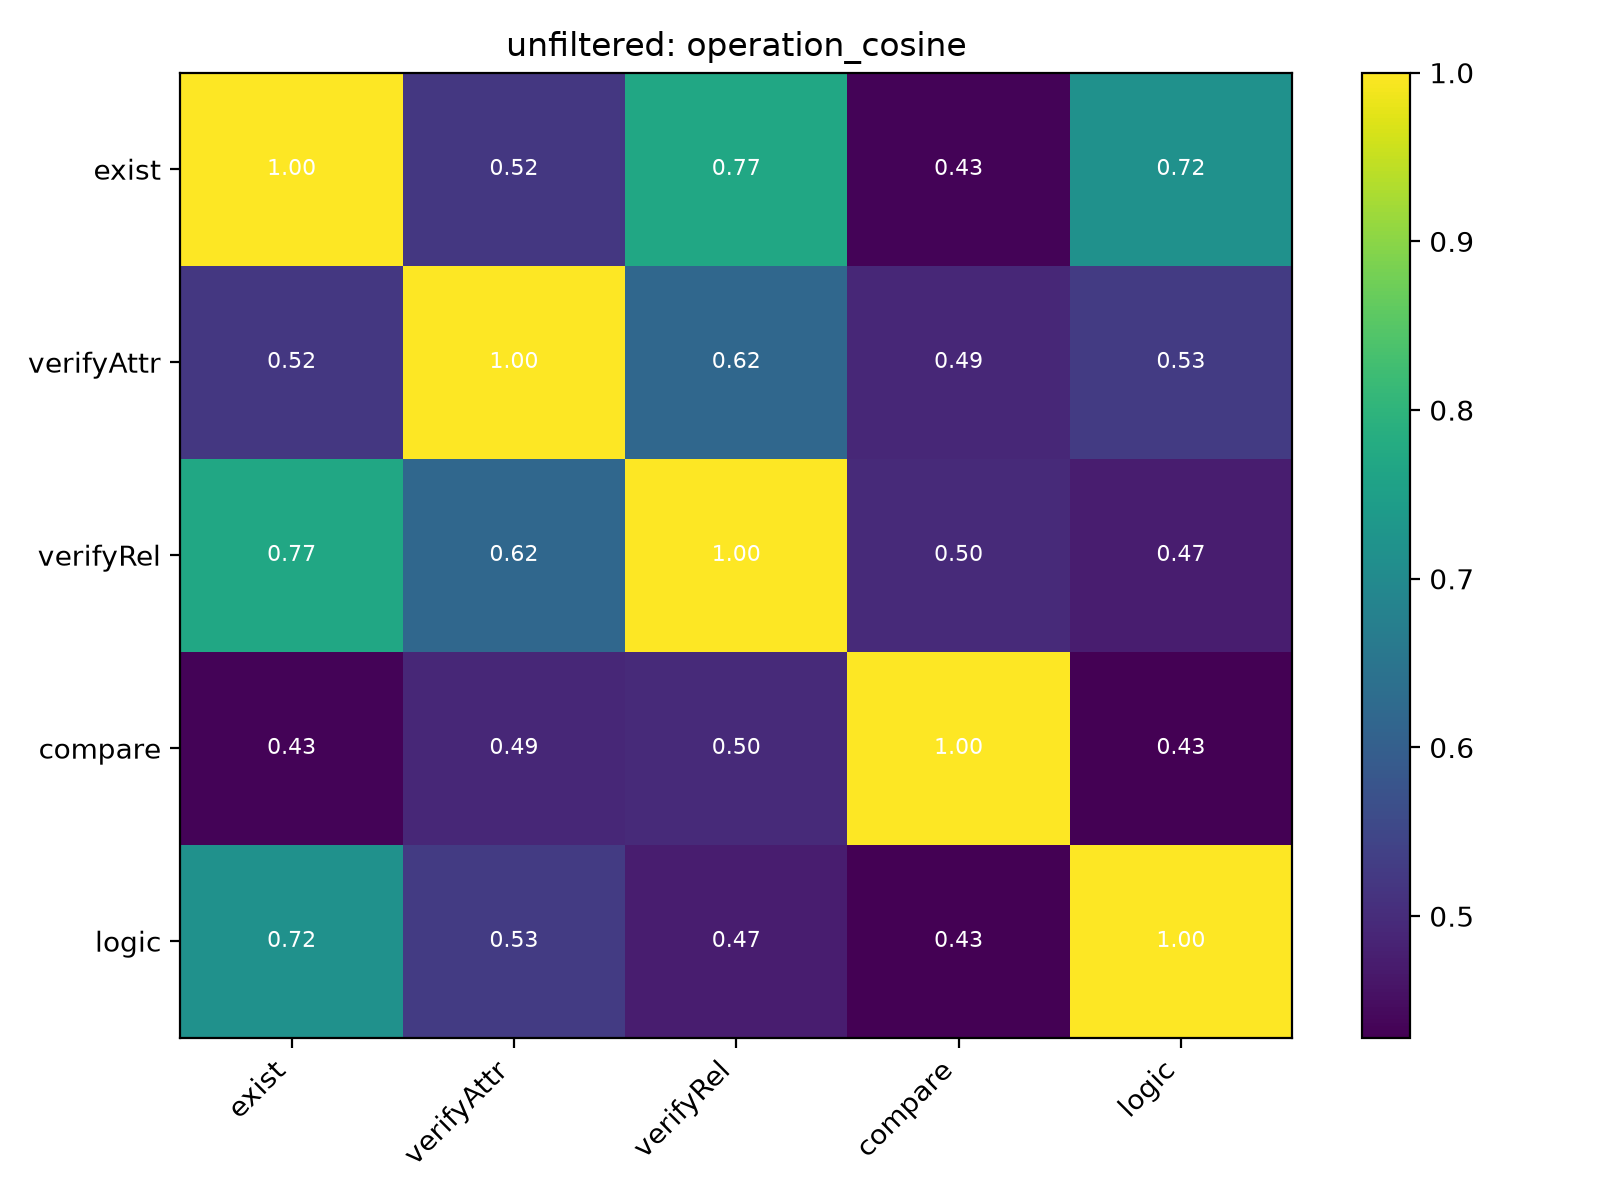 unfiltered: operation_cosine
exist 1.00 0.52 0.77 0.43 0.72
verifyAttr 0.52 1.00 0.62 0.49 0.53
verifyRel 0.77 0.62 1.00 0.50 0.47
compare 0.43 0.49 0.50 1.00 0.43
logic 0.72 0.53 0.47 0.43 1.00
exist verifyAttr verifyRel compare logic
1.0
0.9
0.8
0.7
0.6
0.5